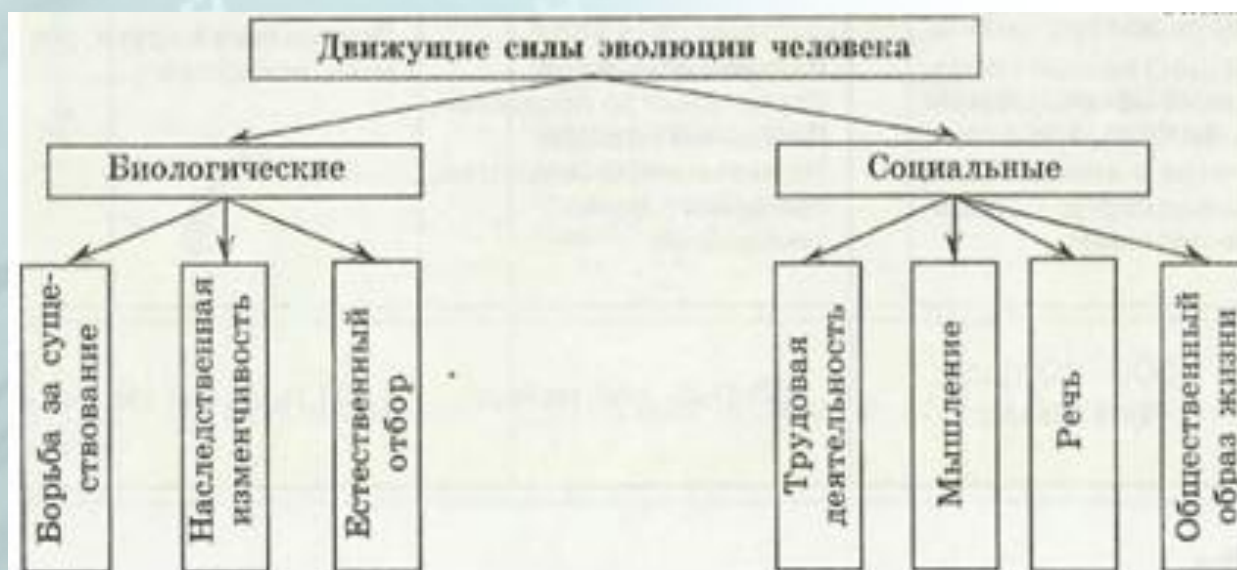 Движущие силы эволюции человека
Биологические
Социальные
Борьба за суще-
ствование
Наследственная
изменчивость
Естественный
отбор
Трудовая
деятельность
Мышление
Речь
Общественный
образ жизни